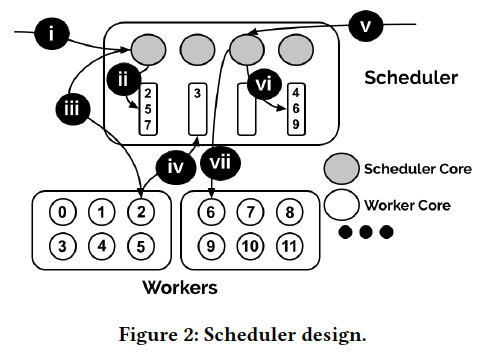 i
v
ii
vi
Scheduler
2
5
7
3
4
6
9
iii
iv
vii
Scheduler Core
Worker Core
0 1 2
3 4 5
6 7 8
9 10 11
Workers
Figure 2: Scheduler design.